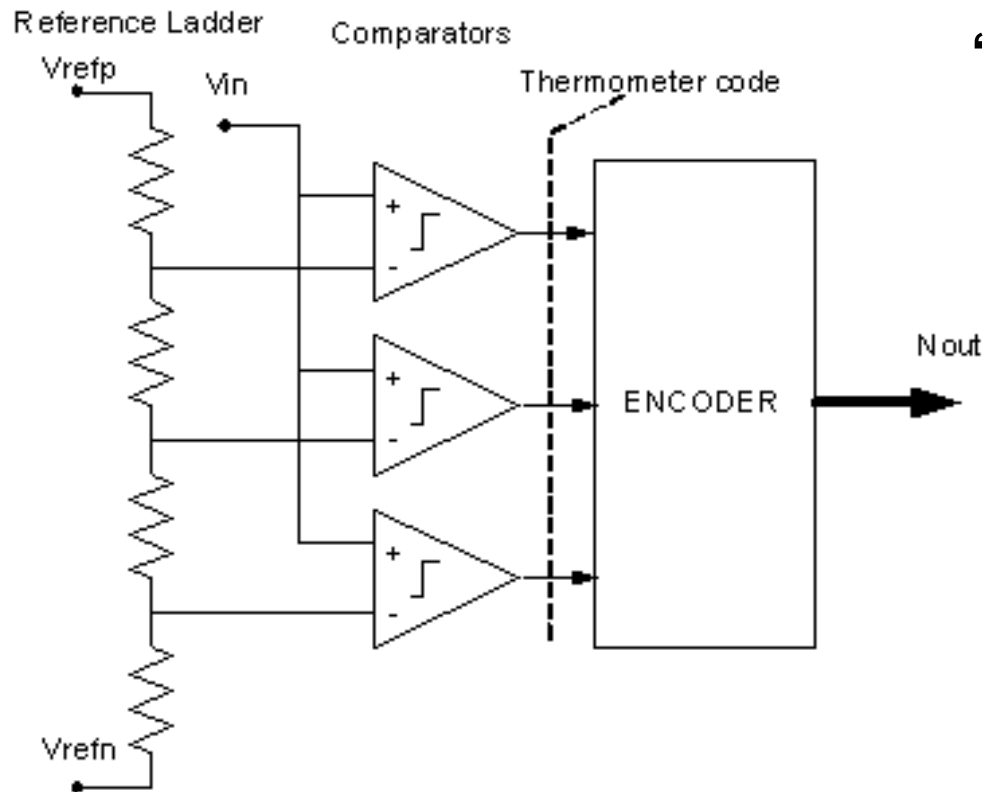 Reference Ladder
Comparators
“
Vrefp
Vin
Thermometer code
+
-
Nout
+
-
ENCODER
+
-
Vrefn